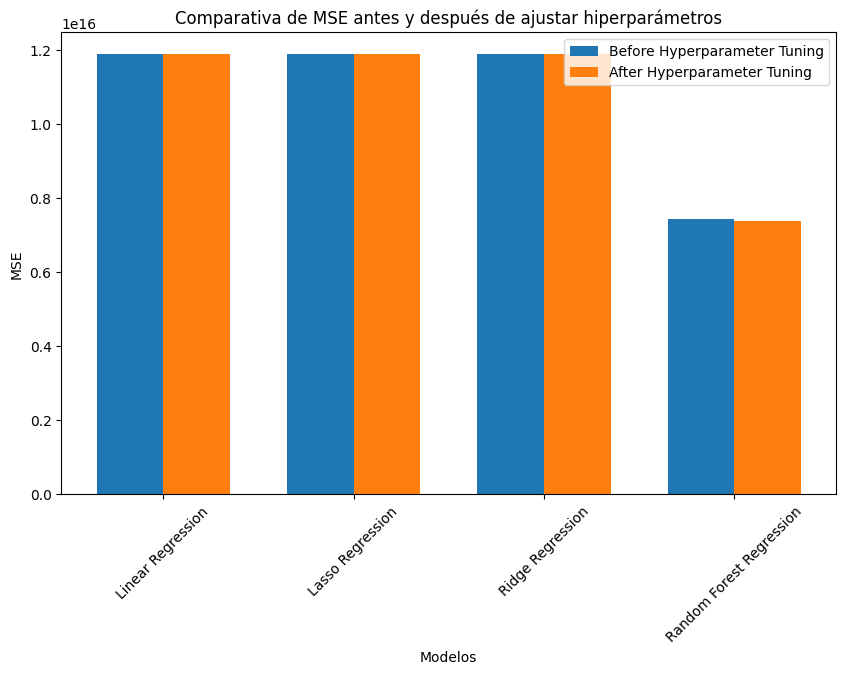 Comparativa de MSE antes y después de ajustar hiperparámetros
1e16
Before Hyperparameter Tuning
After Hyperparameter Tuning
1.2
1.0
0.8
0.6
0.4
0.2
0.0
MSE
Linear Regression
Lasso Regression
Ridge Regression
Random Forest Regression
Modelos